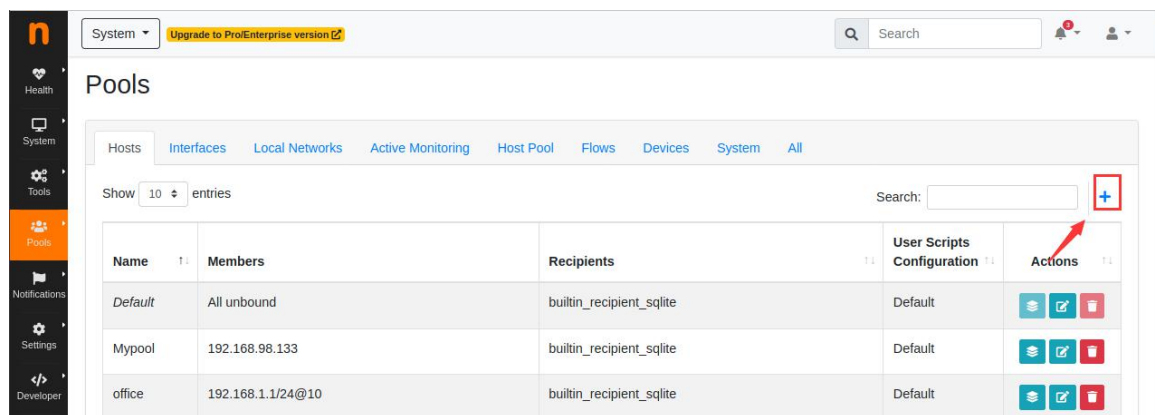 n
System
Upgrade to Pro/Enterprise version
Search
3
Health
System
Tools
Pools
Notifications
Settings
Developer
Pools
Hosts Interfaces Local Networks Active Monitoring Host Pool Flows Devices System All
Show 10 entries
Search:
Name Members Recipients User Scripts Configuration Actions
Default All unbound builtin_recipient_sqlite Default
Mypool 192.168.98.133 builtin_recipient_sqlite Default
office 192.168.1.1/24@10 builtin_recipient_sqlite Default